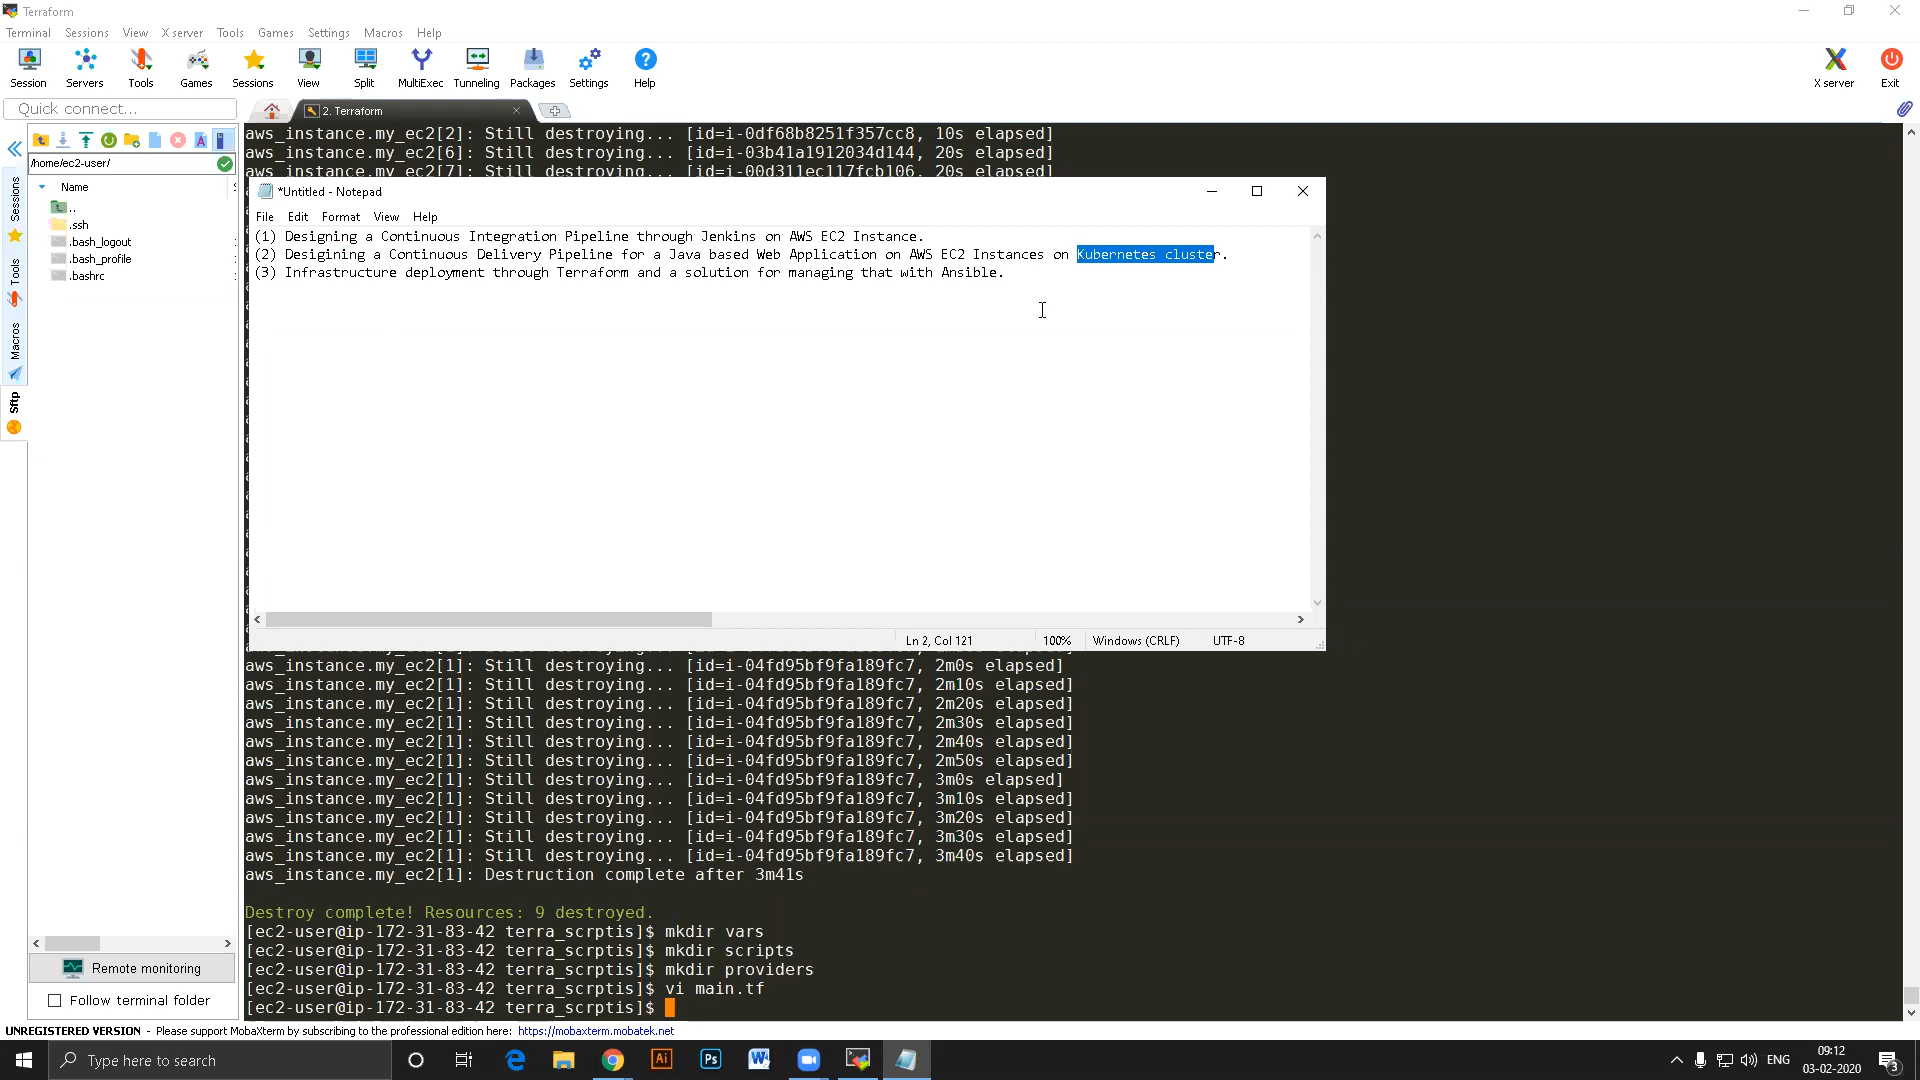 Terraform
Terminal Sessions View X server Tools Games Settings Macros Help
Session Servers Tools Games Sessions View Split MultiExec Tunneling Packages Settings Help X server Exit
Quick connect...
2. Terraform
/home/ec2-user/
Name
..
.ssh
.bash_logout
.bash_profile
.bashrc
Sessions
Tools
Macros
Sftp
aws_instance.my_ec2[2]: Still destroying... [id=i-0df68b8251f357cc8, 10s elapsed]
aws_instance.my_ec2[6]: Still destroying... [id=i-03b41a1912034d144, 20s elapsed]
aws_instance.my_ec2[7]: Still destroying... [id=i-00d311ec117fcb106, 20s elapsed]
*Untitled - Notepad
File Edit Format View Help
(1) Designing a Continuous Integration Pipeline through Jenkins on AWS EC2 Instance.
(2) Desigining a Continuous Delivery Pipeline for a Java based Web Application on AWS EC2 Instances on Kubernetes cluster.
(3) Infrastructure deployment through Terraform and a solution for managing that with Ansible.
Ln 2, Col 121 100% Windows (CRLF) UTF-8
aws_instance.my_ec2[1]: Still destroying... [id=i-04fd95bf9fa189fc7, 2m0s elapsed]
aws_instance.my_ec2[1]: Still destroying... [id=i-04fd95bf9fa189fc7, 2m10s elapsed]
aws_instance.my_ec2[1]: Still destroying... [id=i-04fd95bf9fa189fc7, 2m20s elapsed]
aws_instance.my_ec2[1]: Still destroying... [id=i-04fd95bf9fa189fc7, 2m30s elapsed]
aws_instance.my_ec2[1]: Still destroying... [id=i-04fd95bf9fa189fc7, 2m40s elapsed]
aws_instance.my_ec2[1]: Still destroying... [id=i-04fd95bf9fa189fc7, 2m50s elapsed]
aws_instance.my_ec2[1]: Still destroying... [id=i-04fd95bf9fa189fc7, 3m0s elapsed]
aws_instance.my_ec2[1]: Still destroying... [id=i-04fd95bf9fa189fc7, 3m10s elapsed]
aws_instance.my_ec2[1]: Still destroying... [id=i-04fd95bf9fa189fc7, 3m20s elapsed]
aws_instance.my_ec2[1]: Still destroying... [id=i-04fd95bf9fa189fc7, 3m30s elapsed]
aws_instance.my_ec2[1]: Still destroying... [id=i-04fd95bf9fa189fc7, 3m40s elapsed]
aws_instance.my_ec2[1]: Destruction complete after 3m41s
Destroy complete! Resources: 9 destroyed.
[ec2-user@ip-172-31-83-42 terra_scrptis]$ mkdir vars
[ec2-user@ip-172-31-83-42 terra_scrptis]$ mkdir scripts
[ec2-user@ip-172-31-83-42 terra_scrptis]$ mkdir providers
[ec2-user@ip-172-31-83-42 terra_scrptis]$ vi main.tf
[ec2-user@ip-172-31-83-42 terra_scrptis]$
Remote monitoring
Follow terminal folder
UNREGISTERED VERSION - Please support MobaXterm by subscribing to the professional edition here: https://mobaxterm.mobatek.net
Type here to search
ENG
09:12
03-02-2020
3